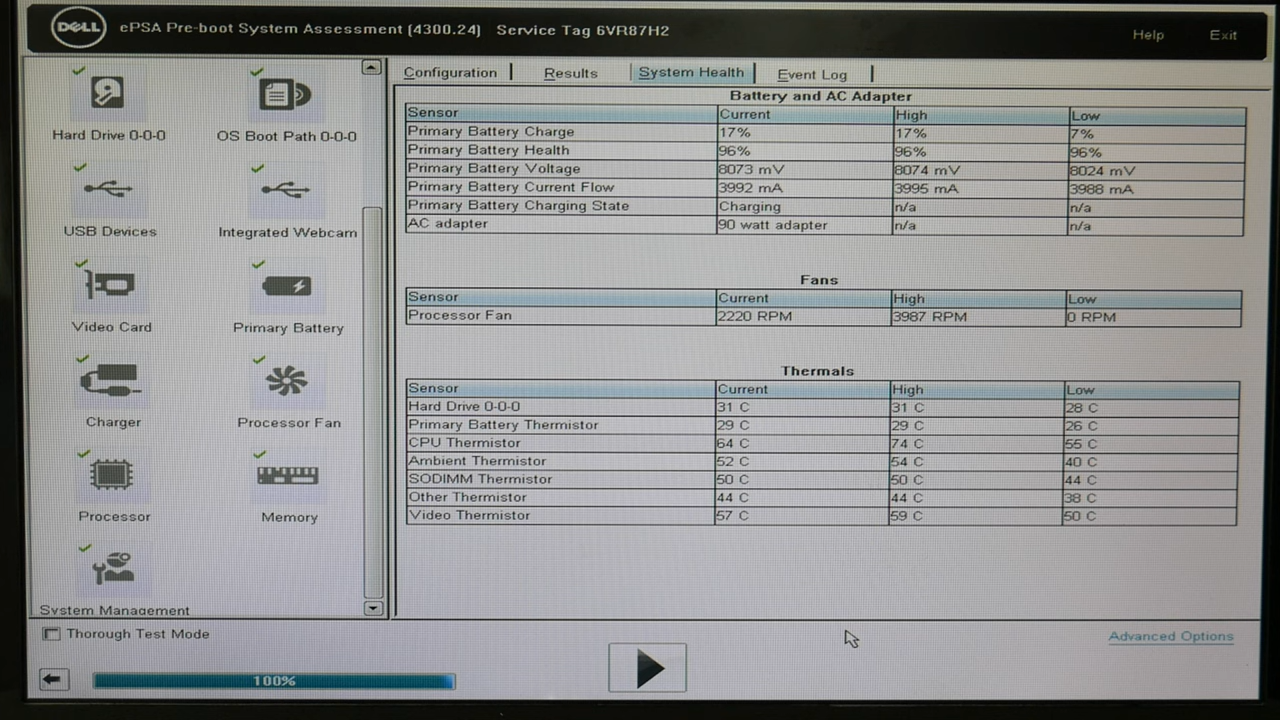 DELL ePSA Pre-boot System Assessment (4300.24) Service Tag 6VR87H2 Help Exit
Hard Drive 0-0-0 OS Boot Path 0-0-0
USB Devices Integrated Webcam
Video Card Primary Battery
Charger Processor Fan
Processor Memory
System Management
Configuration Results System Health Event Log
Battery and AC Adapter
Sensor Current High Low
Primary Battery Charge 17% 17% 7%
Primary Battery Health 96% 96% 96%
Primary Battery Voltage 8073 mV 8074 mV 8024 mV
Primary Battery Current Flow 3992 mA 3995 mA 3988 mA
Primary Battery Charging State Charging n/a n/a
AC adapter 90 watt adapter n/a n/a
Fans
Sensor Current High Low
Processor Fan 2220 RPM 3987 RPM 0 RPM
Thermals
Sensor Current High Low
Hard Drive 0-0-0 31 C 31 C 28 C
Primary Battery Thermistor 29 C 29 C 26 C
CPU Thermistor 64 C 74 C 55 C
Ambient Thermistor 52 C 54 C 40 C
SODIMM Thermistor 50 C 50 C 44 C
Other Thermistor 44 C 44 C 38 C
Video Thermistor 57 C 59 C 50 C
Thorough Test Mode
Advanced Options
100%